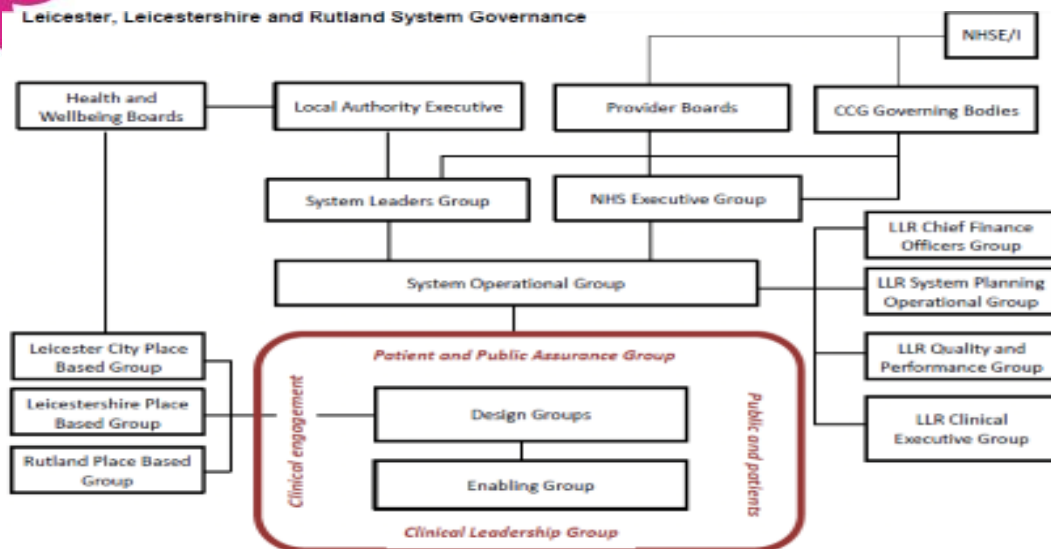 Leicester, Leicestershire and Rutland System Governance
NHSE/I
Health and
Wellbeing Boards
Local Authority Executive
Provider Boards
CCG Governing Bodies
System Leaders Group
NHS Executive Group
LLR Chief Finance
Officers Group
System Operational Group
LLR System Planning
Operational Group
Leicester City Place
Based Group
Patient and Public Assurance Group
LLR Quality and
Performance Group
Leicestershire Place
Based Group
Clinical engagement
Design Groups
Public and patients
LLR Clinical
Executive Group
Rutland Place Based
Group
Enabling Group
Clinical Leadership Group